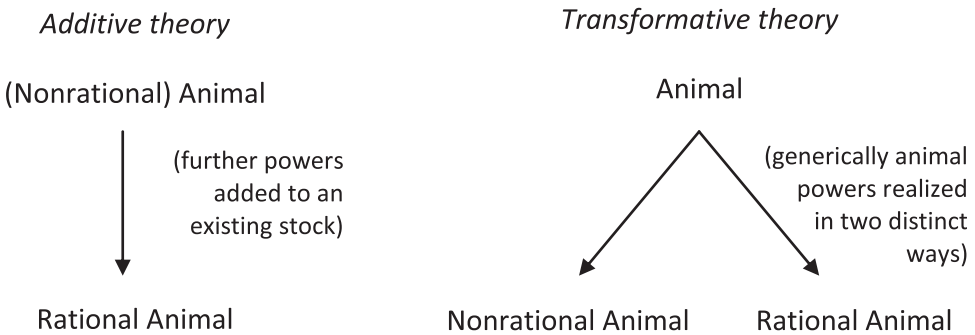 Additive theory
(Nonrational) Animal
(further powers
added to an
existing stock)
Rational Animal
Transformative theory
Animal
(generically animal
powers realized
in two distinct
ways)
Nonrational Animal
Rational Animal